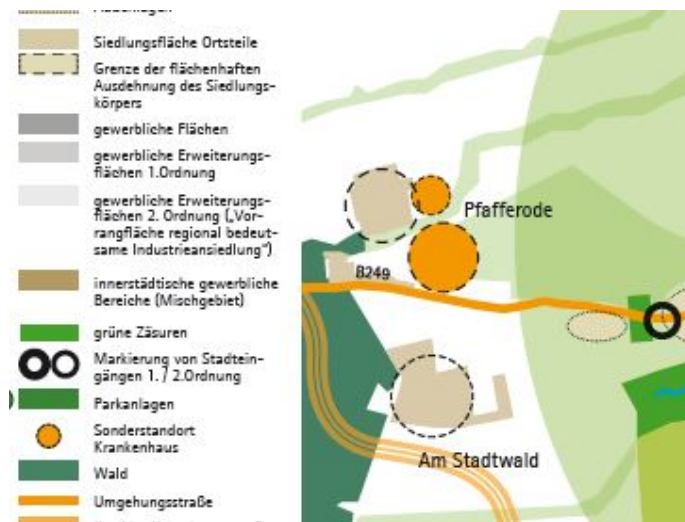 Siedlungsfläche Ortsteile
Grenze der flächenhaften
Ausdehnung des Siedlungs-
körpers
gewerbliche Flächen
gewerbliche Erweiterungs-
flächen 1.Ordnung
gewerbliche Erweiterungs-
flächen 2. Ordnung („Vor-
rangfläche regional bedeut-
same Industrieansiedlung")
innerstädtische gewerbliche
Bereiche (Mischgebiet)
grüne Zäsuren
Markierung von Stadtein-
gängen 1. / 2.Ordnung
Parkanlagen
Sonderstandort
Krankenhaus
Wald
Umgehungsstraße
Pfafferode
B249
Am Stadtwald